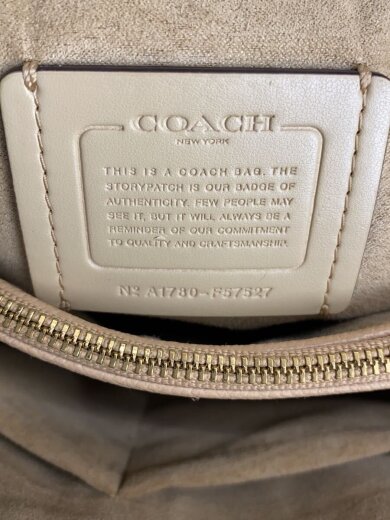 COACH
NEW YORK
THIS IS A COACH BAG. THE
STORYPATCH IS OUR BADGE OF
AUTHENTICITY. FEW PEOPLE MAY
SEE IT, BUT IT WILL ALWAYS BE A
REMINDER OF OUR COMMITMENT
TO QUALITY AND CRAFTSMANSHIP.
Nº A1780-F57527